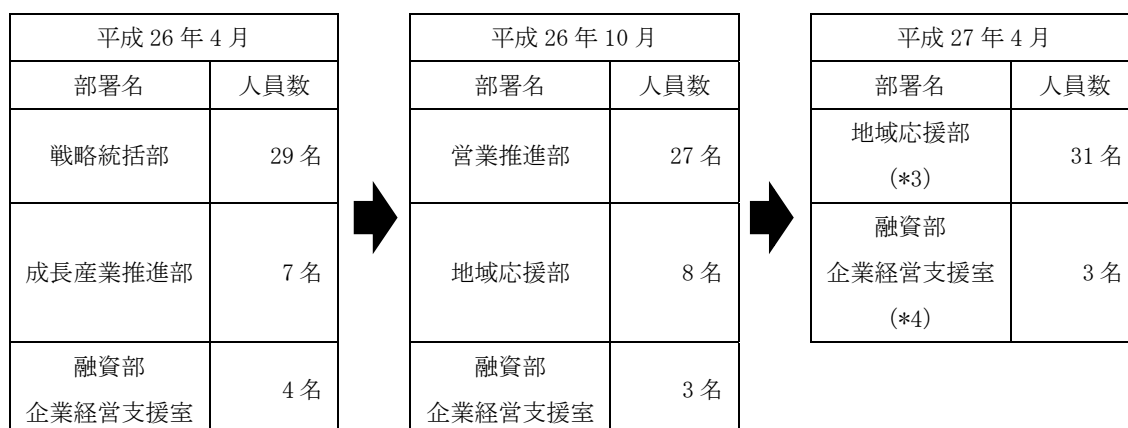 平成 26 年 4 月
部署名 人員数
戦略統括部 29 名
成長産業推進部 7 名
融資部
企業経営支援室 4 名
平成 26 年 10 月
部署名 人員数
営業推進部 27 名
地域応援部 8 名
融資部
企業経営支援室 3 名
平成 27 年 4 月
部署名 人員数
地域応援部
(*3) 31 名
融資部
企業経営支援室 3 名
(*4)